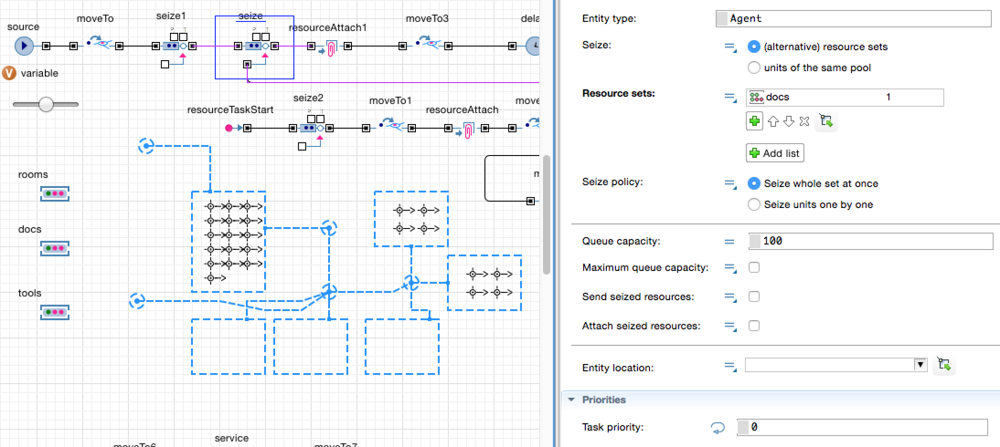 source
moveTo
seize1
seize
resourceAttach1
moveTo3
dela
V variable
resourceTaskStart
seize2
moveTo1
resourceAttach
move
rooms
docs
tools
service
moveTo6
moveTo7
Entity type: Agent
Seize: (alternative) resource sets
units of the same pool
Resource sets: docs 1
Add list
Seize policy: Seize whole set at once
Seize units one by one
Queue capacity: 100
Maximum queue capacity:
Send seized resources:
Attach seized resources:
Entity location:
Priorities
Task priority: 0